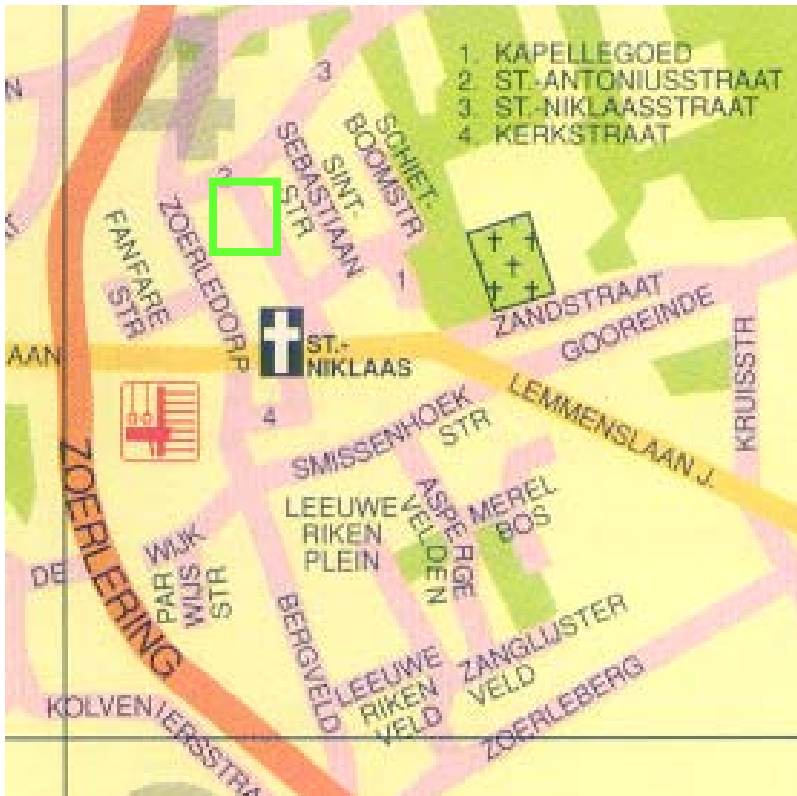 4
1. KAPELLEGOED
2. ST.-ANTONIUSSTRAAT
3. ST.-NIKLAASSTRAAT
4. KERKSTRAAT
N
3
2
SCHIET-
BOOMSTR
SINT-
SEBASTIAAN
STR
ZOERLEDORP
FANFARE
STR
1
ZANDSTRAAT
GOOREINDE
AAN
ST.-
NIKLAAS
KRUISSTR
LEMMENSLAAN J.
4
SMISSENHOEK
STR
ZOERLERING
LEEUWE
RIKEN
PLEIN
ASPERGE
VELDEN
MEREL
BOS
DE
WIJK
PAR
WIJS
STR
BERGVELD
LEEUWE
RIKEN
VELD
ZANGLIJSTER
VELD
ZOERLEBERG
KOLVENIERSSTRA